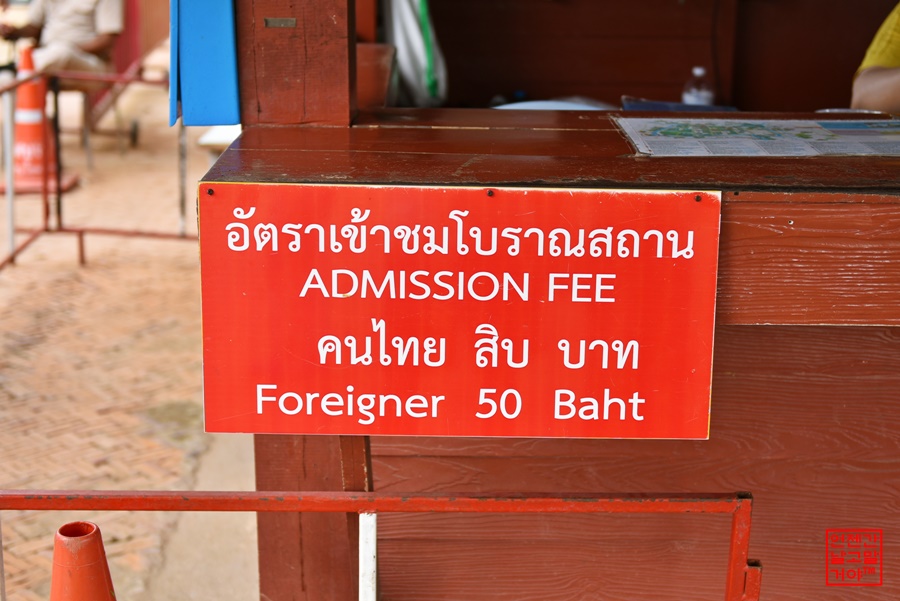 อัตราเข้าชมโบราณสถาน
ADMISSION FEE
คนไทย สิบ บาท
Foreigner 50 Baht